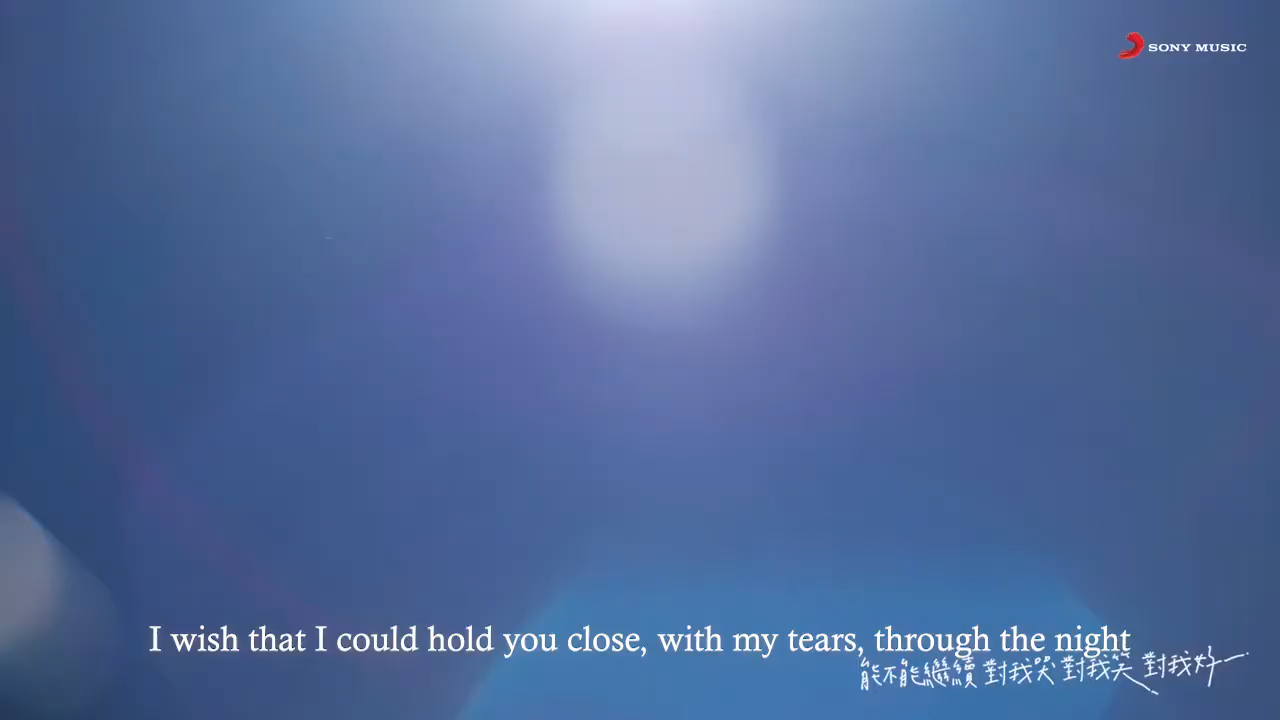 SONY MUSIC
I wish that I could hold you close, with my tears, through the night
能不能繼續 對我哭 對我笑 對我好